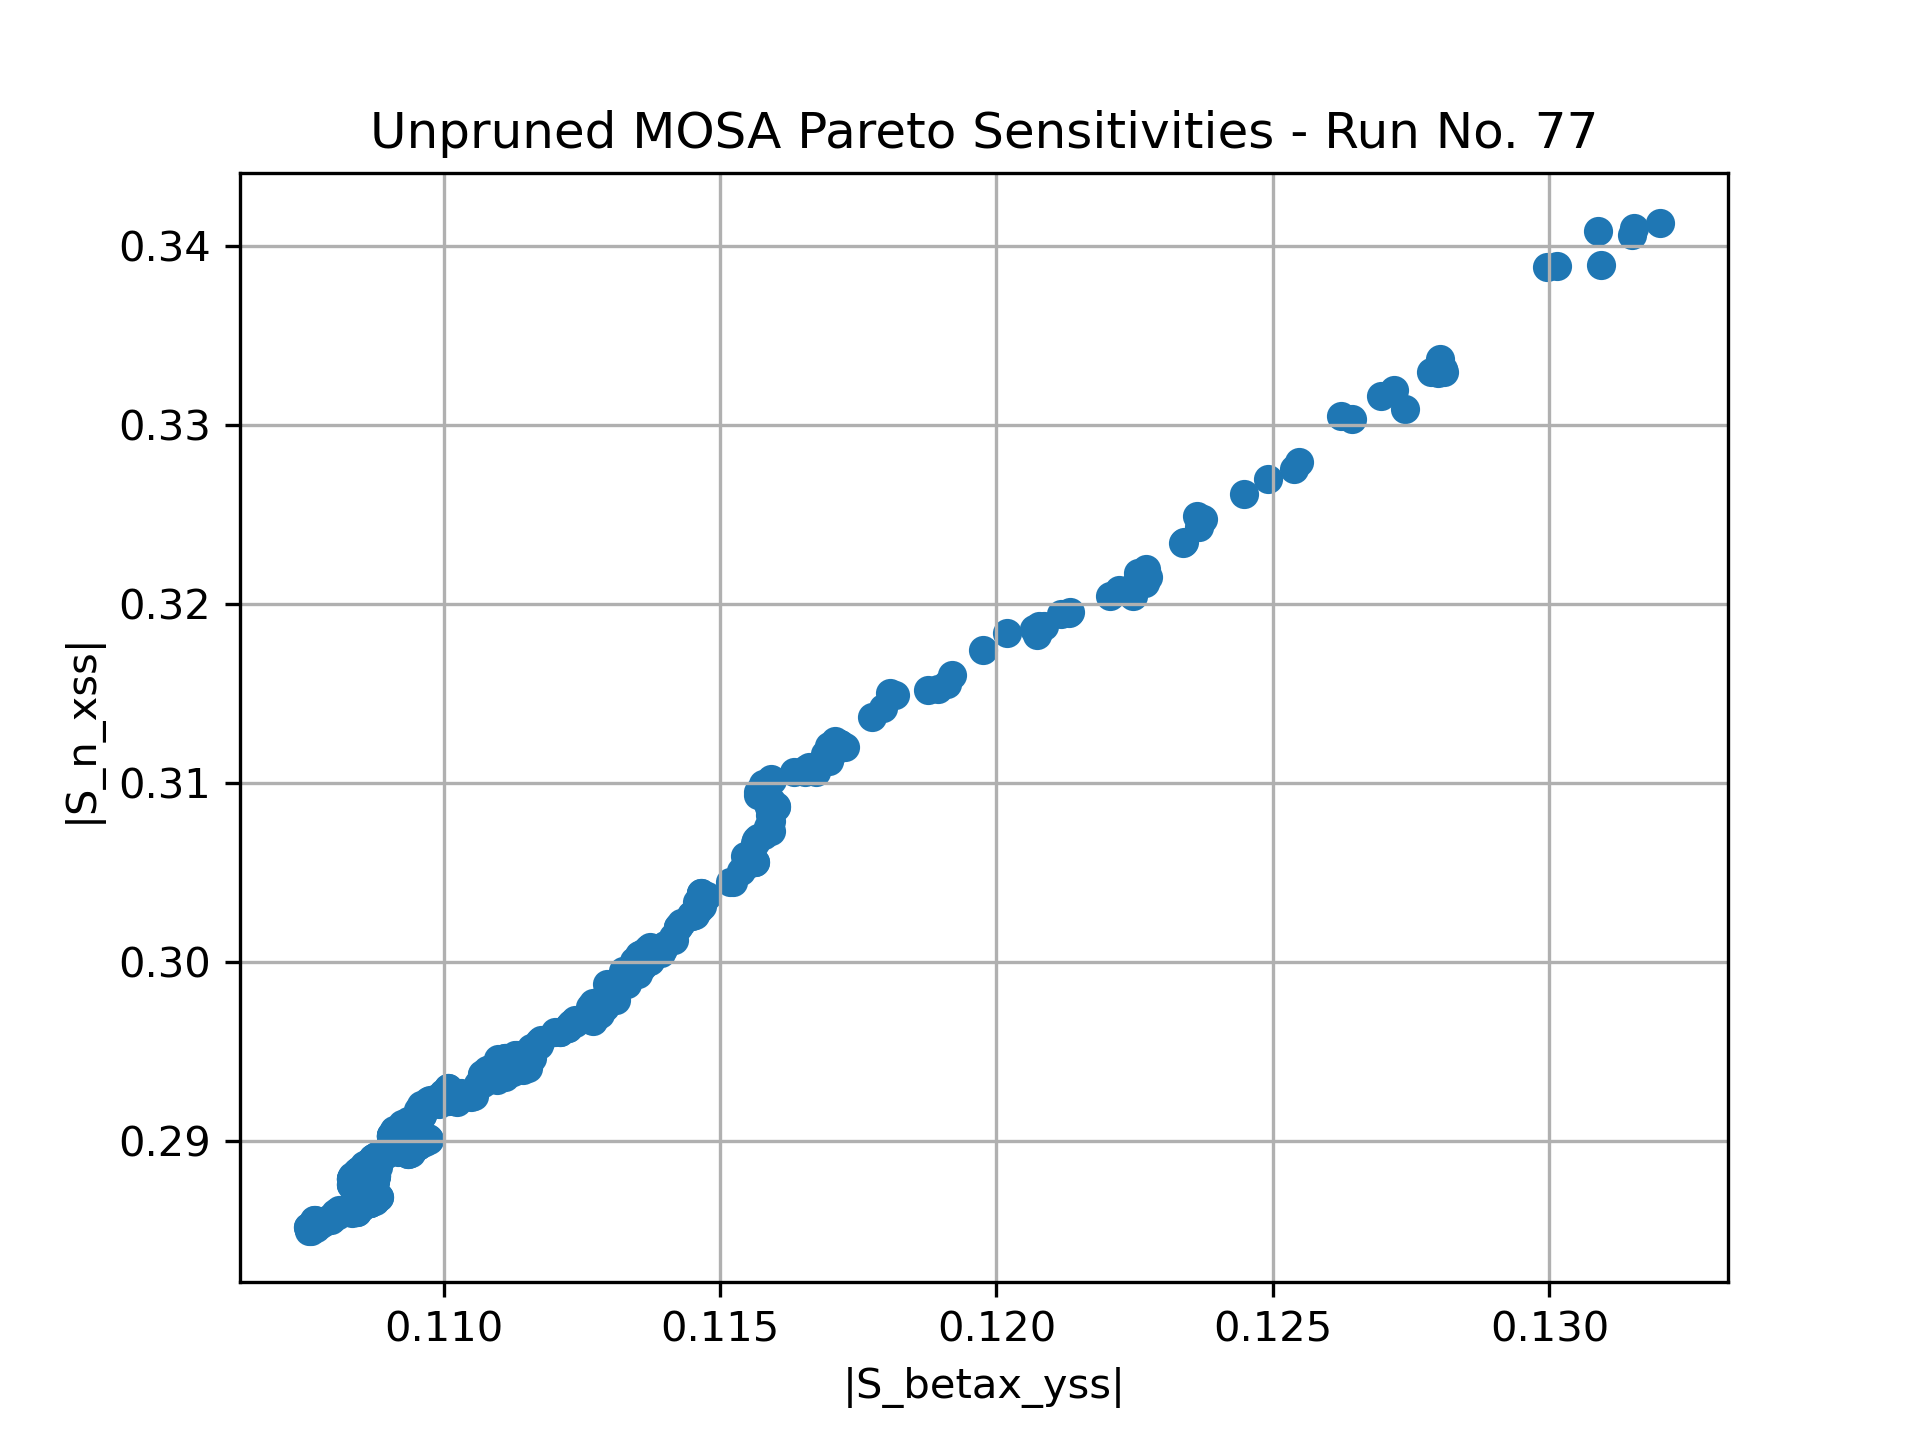 Unpruned MOSA Pareto Sensitivities - Run No. 77
|S_n_xss|
0.34
0.33
0.32
0.31
0.30
0.29
0.110 0.115 0.120 0.125 0.130
|S_betax_yss|